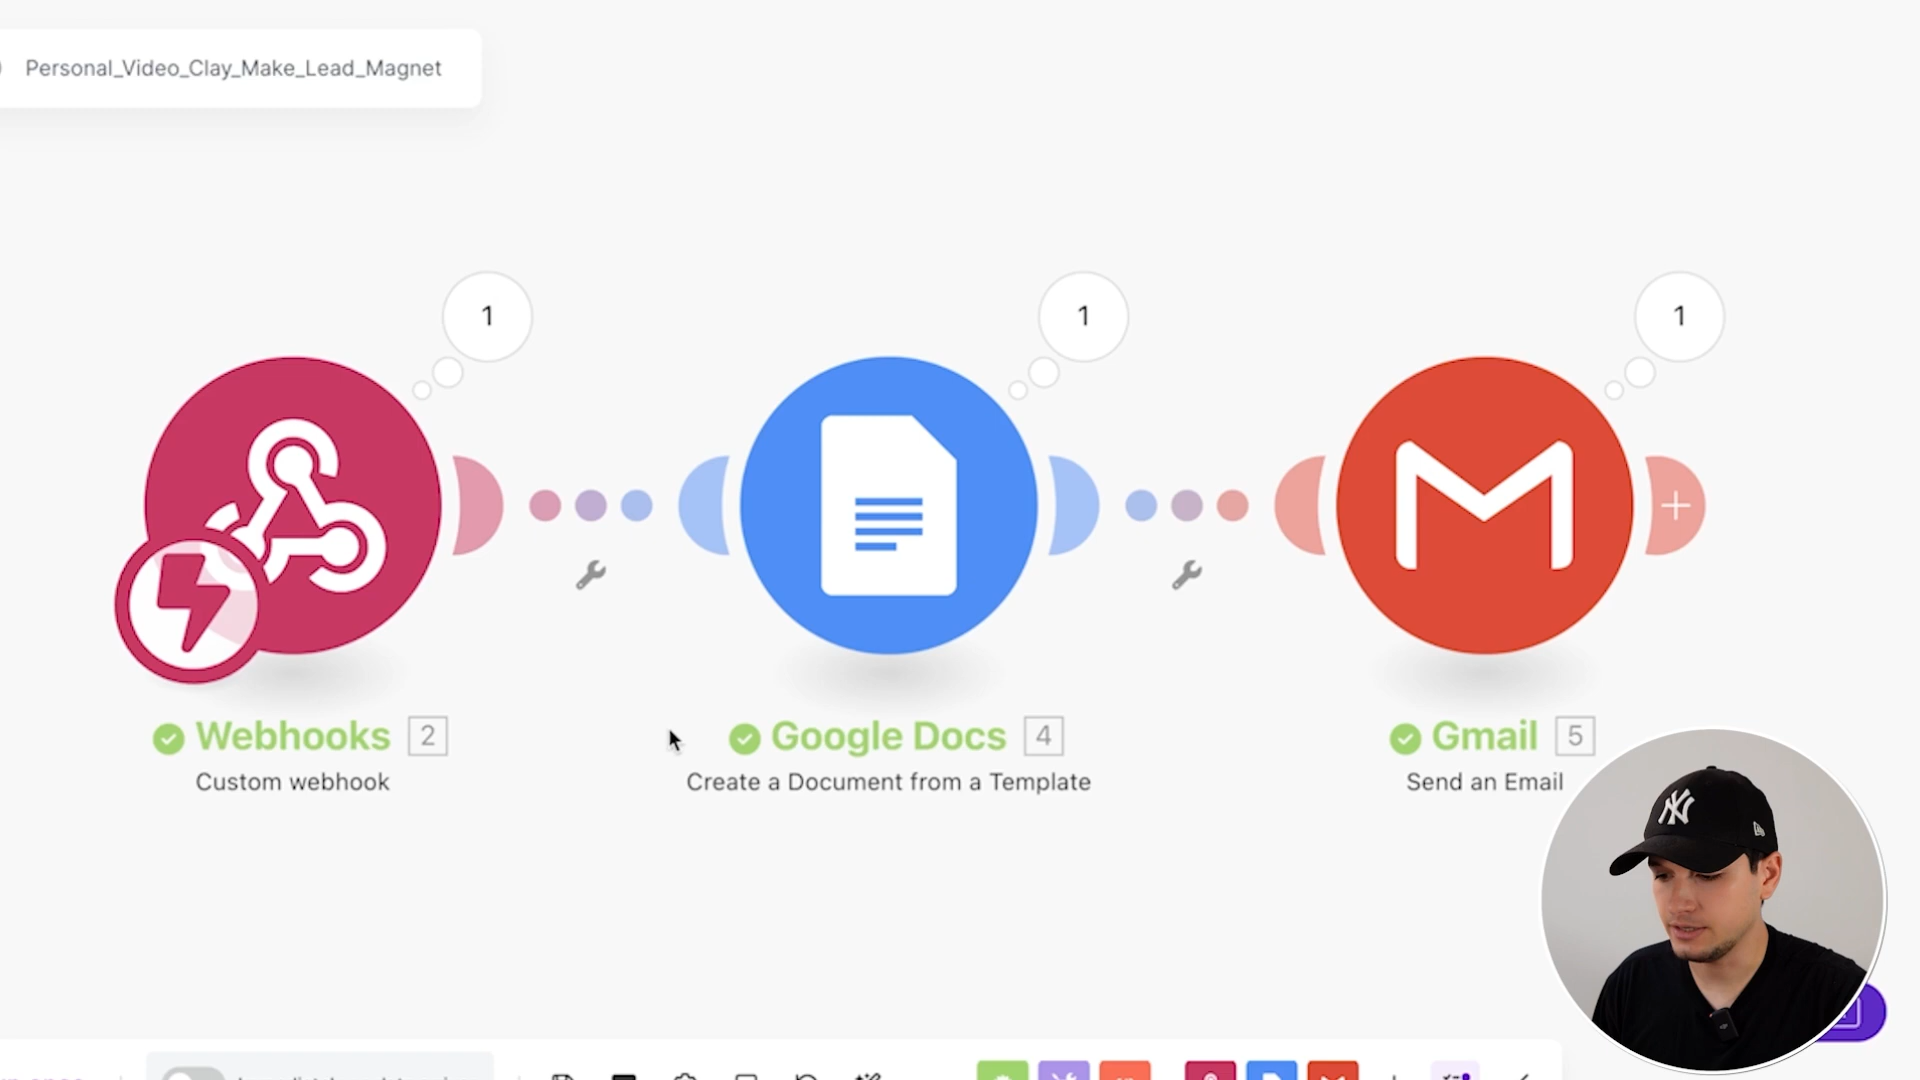 Personal_Video_Clay_Make_Lead_Magnet
1
1
1
Webhooks 2
Custom webhook
Google Docs 4
Create a Document from a Template
Gmail 5
Send an Email
NY